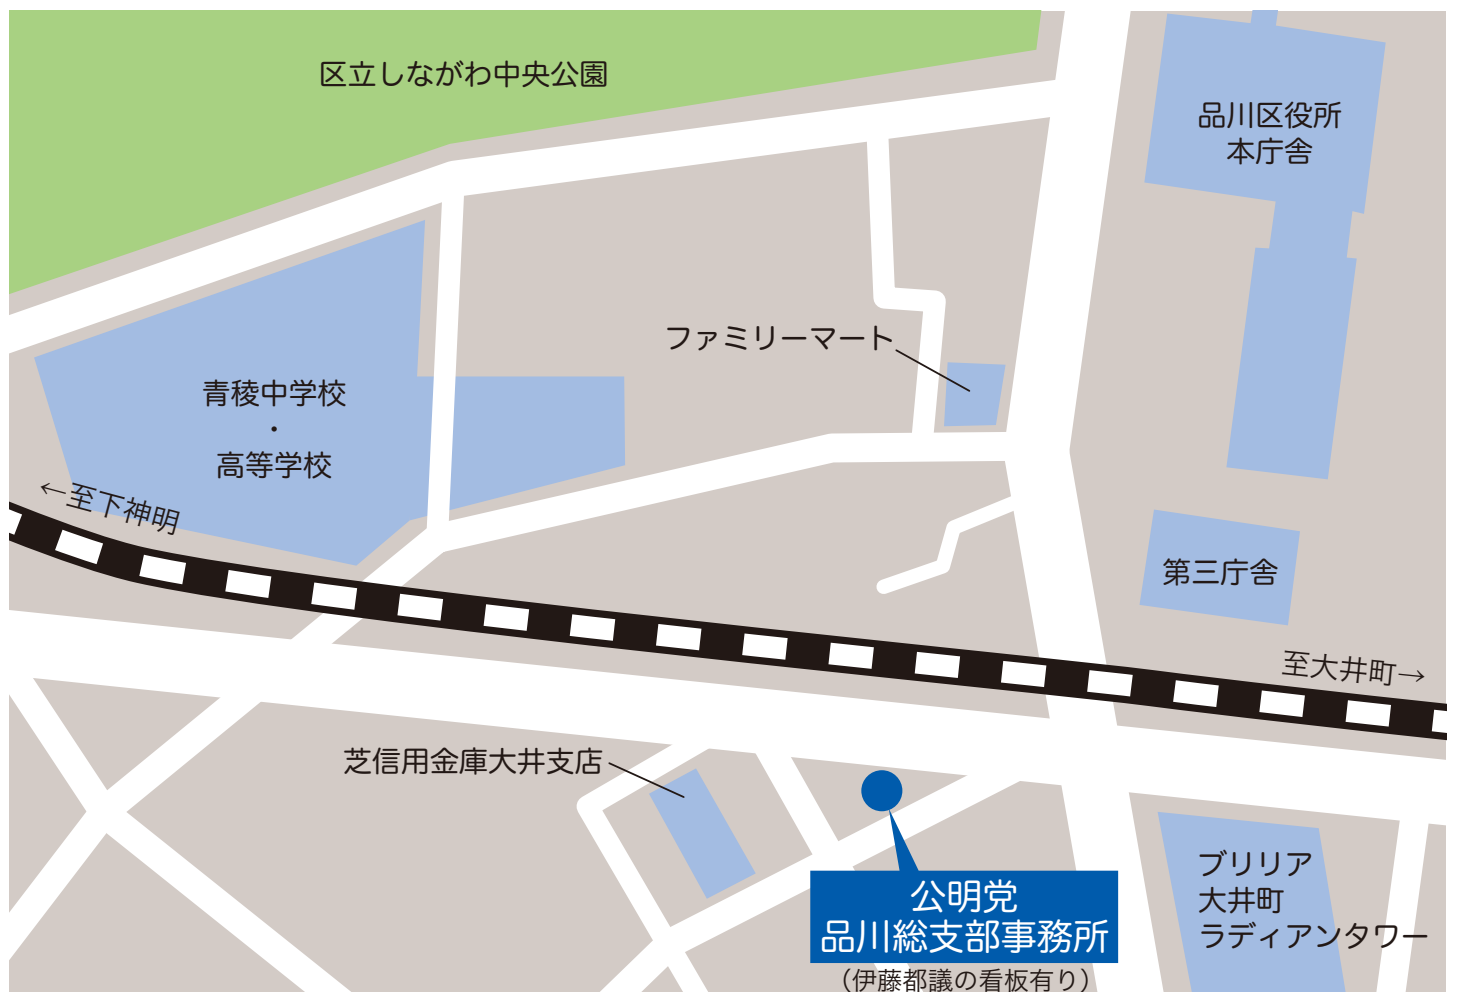 区立しながわ中央公園
品川区役所
本庁舎
ファミリーマート
青稜中学校
・
高等学校
←至下神明
第三庁舎
至大井町→
芝信用金庫大井支店
公明党
品川総支部事務所
（伊藤都議の看板有り）
ブリリア
大井町
ラディアンタワー